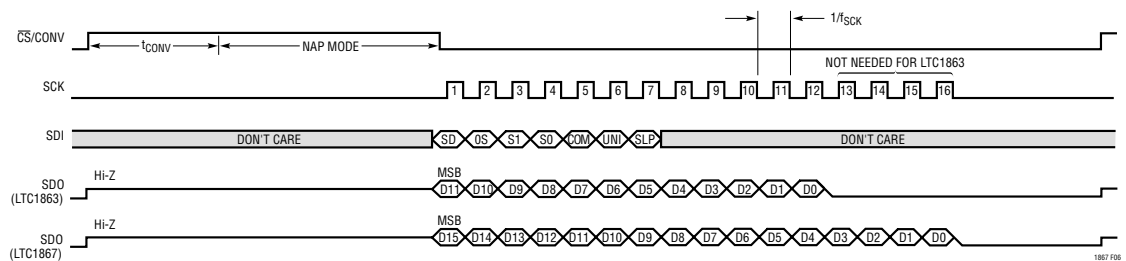 1/fSCK
CS/CONV
tCONV NAP MODE
NOT NEEDED FOR LTC1863
SCK 1 2 3 4 5 6 7 8 9 10 11 12 13 14 15 16
SDI DON'T CARE SD 0S S1 S0 COM UNI SLP DON'T CARE
Hi-Z MSB
SDO
(LTC1863)
D11 D10 D9 D8 D7 D6 D5 D4 D3 D2 D1 D0
Hi-Z MSB
SDO
(LTC1867)
D15 D14 D13 D12 D11 D10 D9 D8 D7 D6 D5 D4 D3 D2 D1 D0
1867 F06